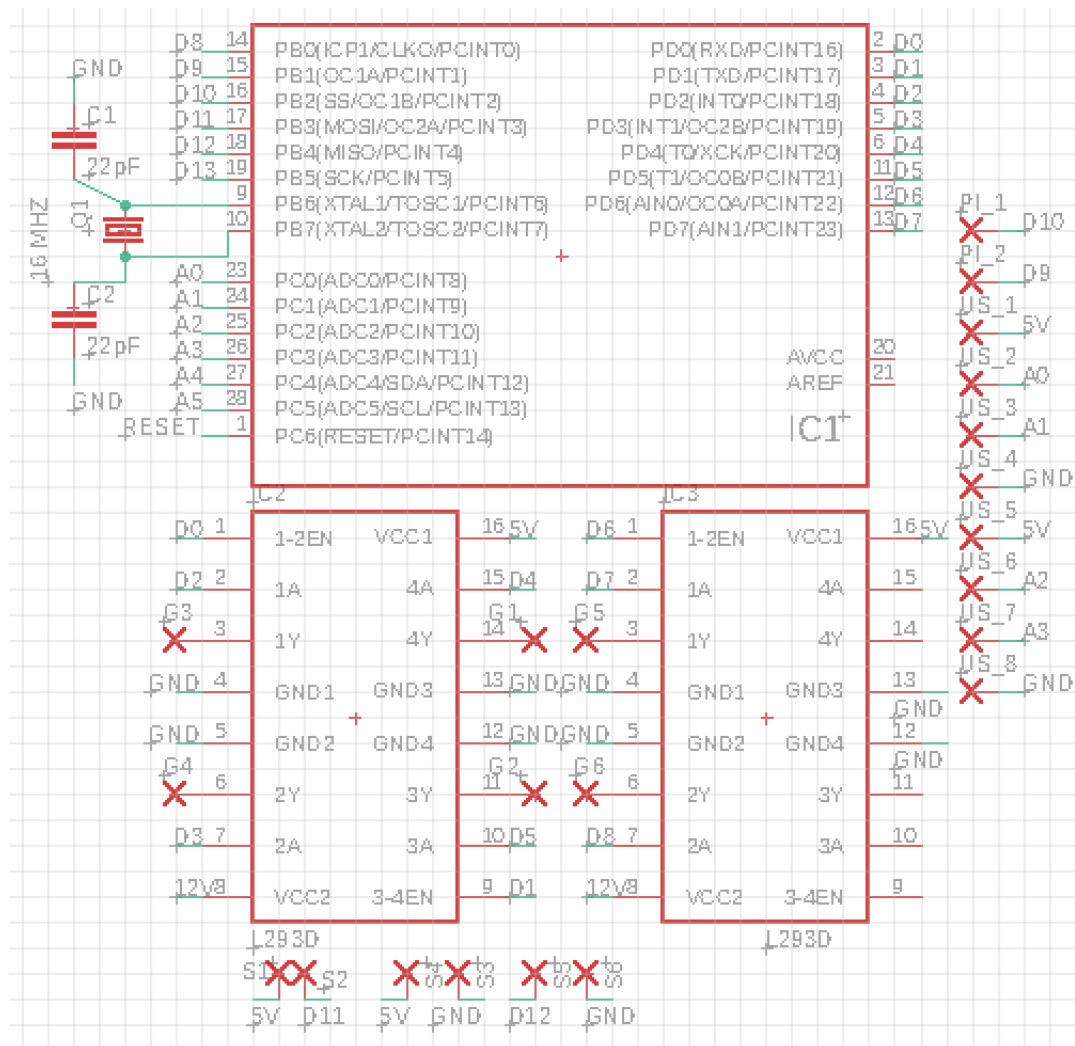 D8 14 PB0(ICP1/CLKO/PCINT0) PD0(RXD/PCINT16) 2 D0
GND D9 15 PB1(OC1A/PCINT1) PD1(TXD/PCINT17) 3 D1
D10 16 PB2(SS/OC1B/PCINT2) PD2(INT0/PCINT18) 4 D2
C1 D11 17 PB3(MOSI/OC2A/PCINT3) PD3(INT1/OC2B/PCINT19) 5 D3
D12 18 PB4(MISO/PCINT4) PD4(T0/XCK/PCINT20) 6 D4
22pF D13 19 PB5(SCK/PCINT5) PD5(T1/OC0B/PCINT21) 11 D5
9 PB6(XTAL1/TOSC1/PCINT6) PD6(AIN0/OC0A/PCINT22) 12 D6 PI_1
16MHZ Q1 10 PB7(XTAL2/TOSC2/PCINT7) PD7(AIN1/PCINT23) 13 D7 D10
PI_2
A0 23 PC0(ADC0/PCINT8) D9
C2 A1 24 PC1(ADC1/PCINT9) US_1
A2 25 PC2(ADC2/PCINT10) 5V
22pF A3 26 PC3(ADC3/PCINT11) AVCC 20 US_2
A4 27 PC4(ADC4/SDA/PCINT12) AREF 21 A0
GND A5 28 PC5(ADC5/SCL/PCINT13) US_3
RESET 1 PC6(RESET/PCINT14) IC1 A1
US_4
GND
IC2 IC3 US_5
D0 1 1-2EN VCC1 16 5V D6 1 1-2EN VCC1 16 5V 5V
US_6
D2 2 1A 4A 15 D4 D7 2 1A 4A 15 A2
G3 G1 G5 US_7
3 1Y 4Y 14 3 1Y 4Y 14 A3
US_8
GND 4 GND1 GND3 13 GND GND 4 GND1 GND3 13 GND
GND
GND 5 GND2 GND4 12 GND GND 5 GND2 GND4 12
GND
G4 G2 G6
6 2Y 3Y 11 6 2Y 3Y 11
D3 7 2A 3A 10 D5 D8 7 2A 3A 10
12V 8 VCC2 3-4EN 9 D1 12V 8 VCC2 3-4EN 9
L293D L293D
S1 S2 S4 S3 S5 S6
5V D11 5V GND D12 GND